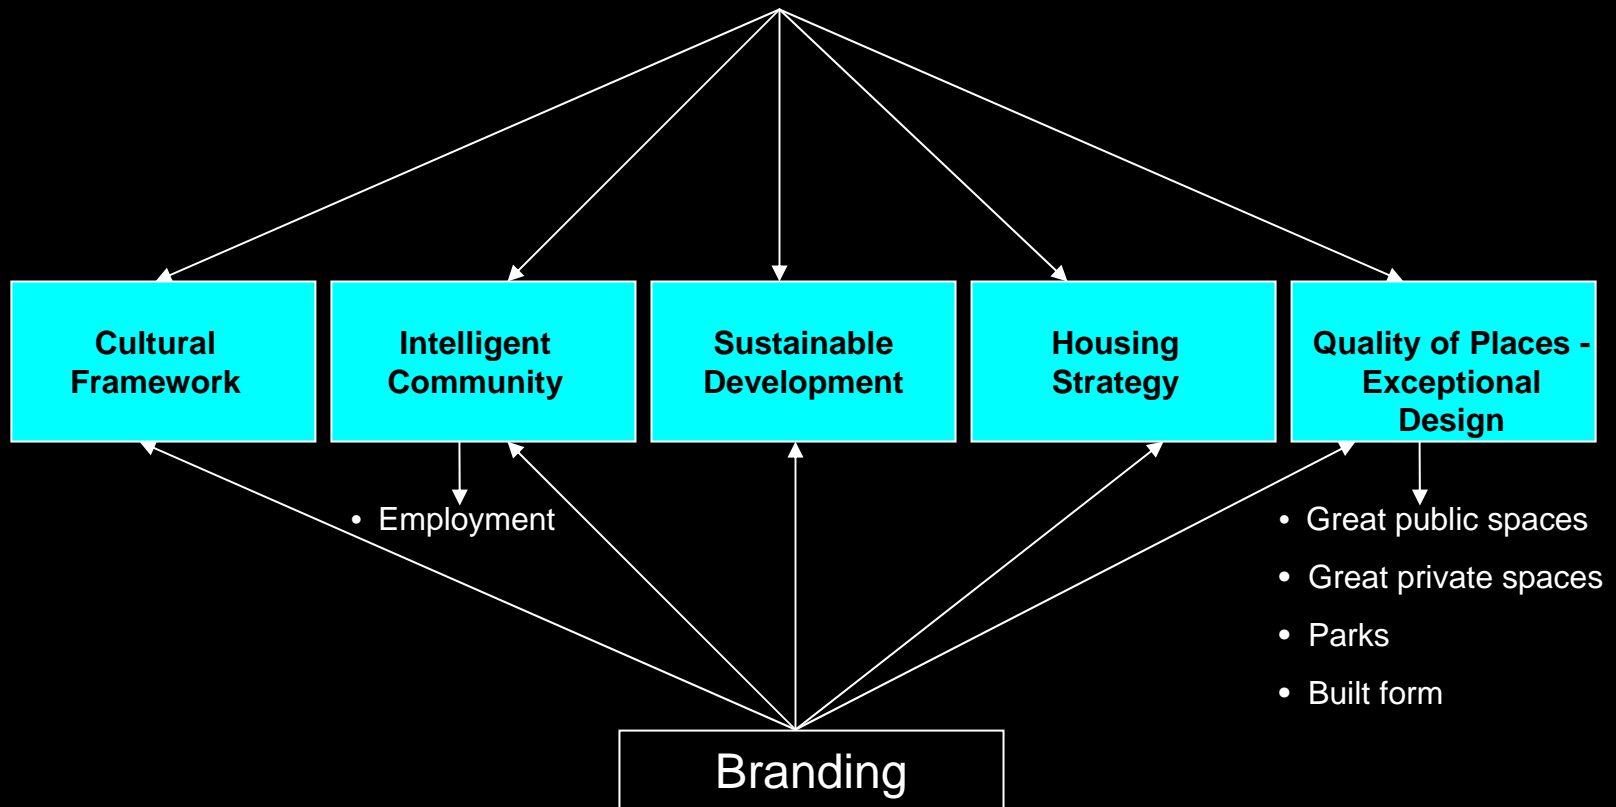 Cultural
Framework
Intelligent
Community
Sustainable
Development
Housing
Strategy
Quality of Places -
Exceptional
Design
• Employment
• Great public spaces
• Great private spaces
• Parks
• Built form
Branding